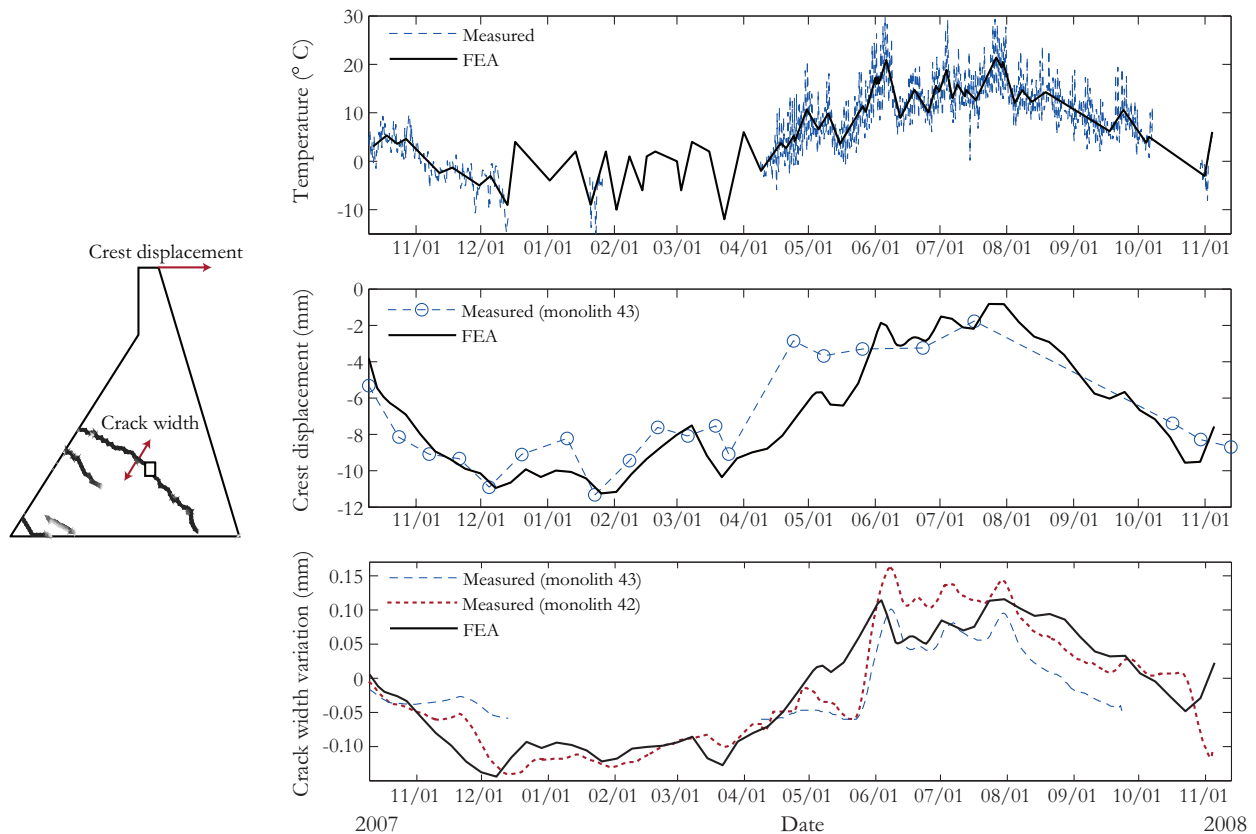 Crest displacement
Crack width
Temperature (° C)
30
20
10
0
-10
Measured
FEA
11/01 12/01 01/01 02/01 03/01 04/01 05/01 06/01 07/01 08/01 09/01 10/01 11/01
Crest displacement (mm)
0
-2
-4
-6
-8
-10
-12
Measured (monolith 43)
FEA
11/01 12/01 01/01 02/01 03/01 04/01 05/01 06/01 07/01 08/01 09/01 10/01 11/01
Crack width variation (mm)
0.15
0.10
0.05
0
-0.05
-0.10
Measured (monolith 43)
Measured (monolith 42)
FEA
11/01 12/01 01/01 02/01 03/01 04/01 05/01 06/01 07/01 08/01 09/01 10/01 11/01
2007 Date 2008